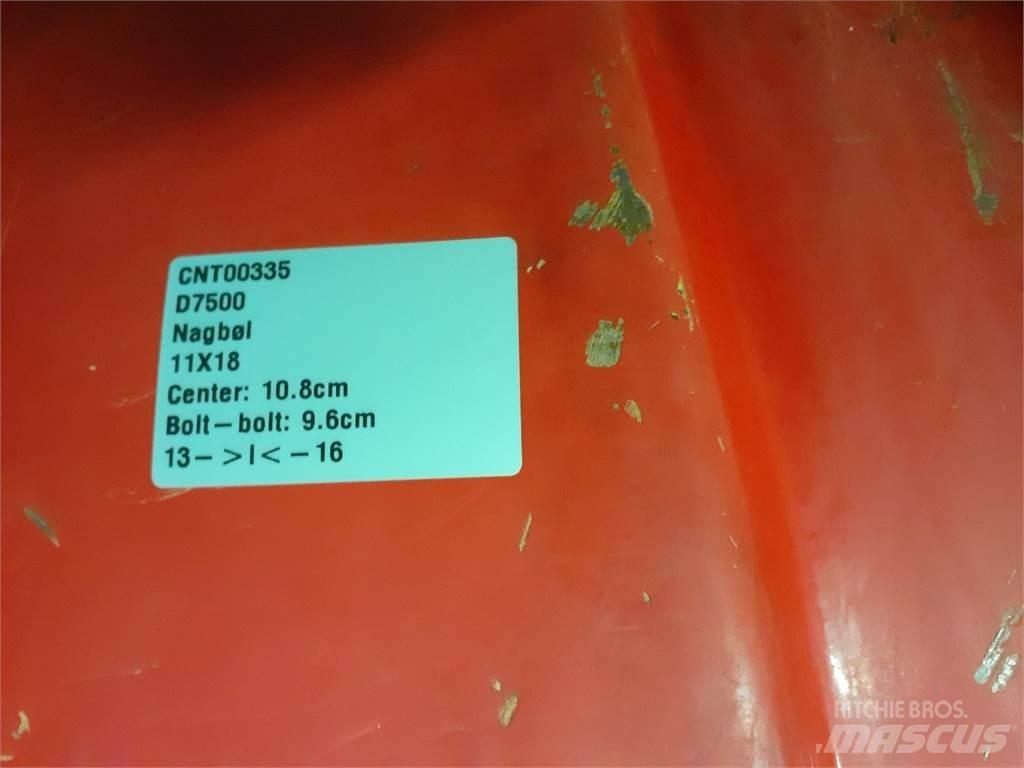 CNT00335
D7500
Nagbøl
11X18
Center: 10.8cm
Bolt-bolt: 9.6cm
13->|<-16
RITCHIE BROS.
MASCUS